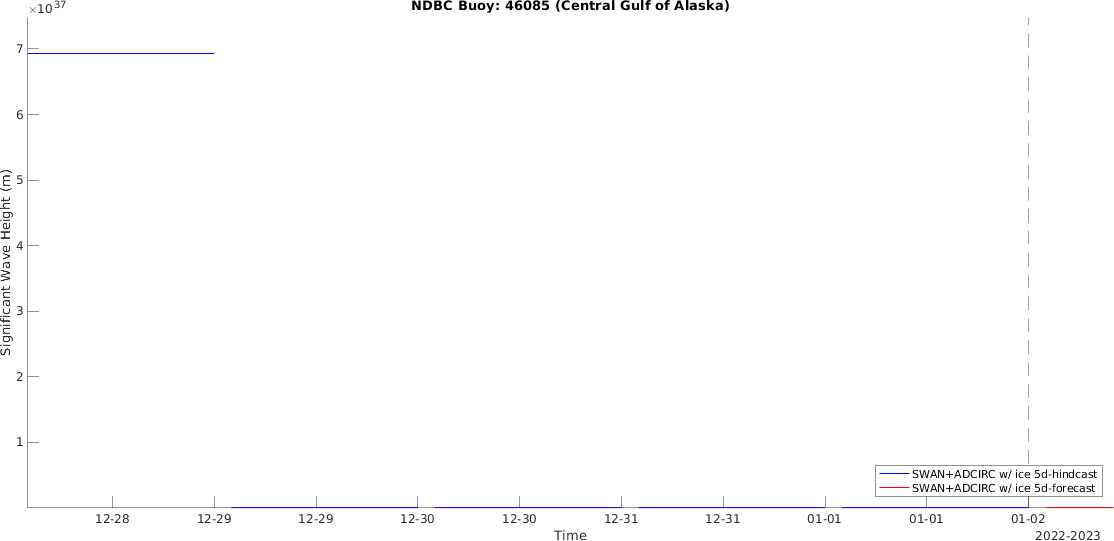 NDBC Buoy: 46085 (Central Gulf of Alaska)
×10^37
7
6
5
4
3
2
1
Significant Wave Height (m)
SWAN+ADCIRC w/ ice 5d-hindcast
SWAN+ADCIRC w/ ice 5d-forecast
12-28 12-29 12-29 12-30 12-30 12-31 12-31 01-01 01-01 01-02
Time
2022-2023